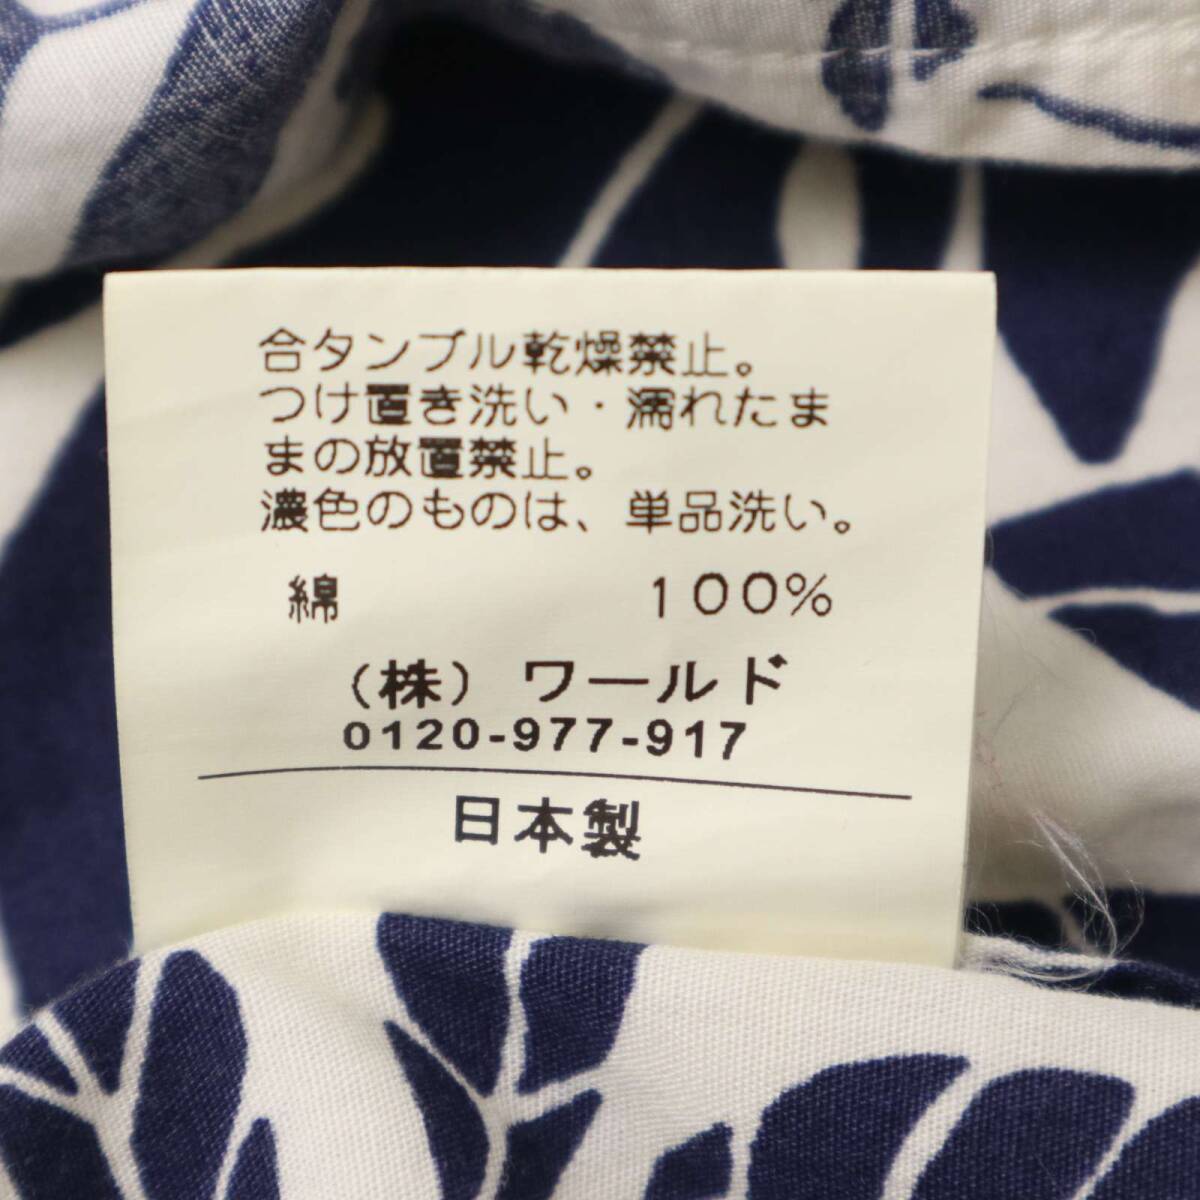 合タンブル乾燥禁止。
つけ置き洗い・濡れたま
まの放置禁止。
濃色のものは、単品洗い。
綿 100%
（株）ワールド
0120-977-917
日本製